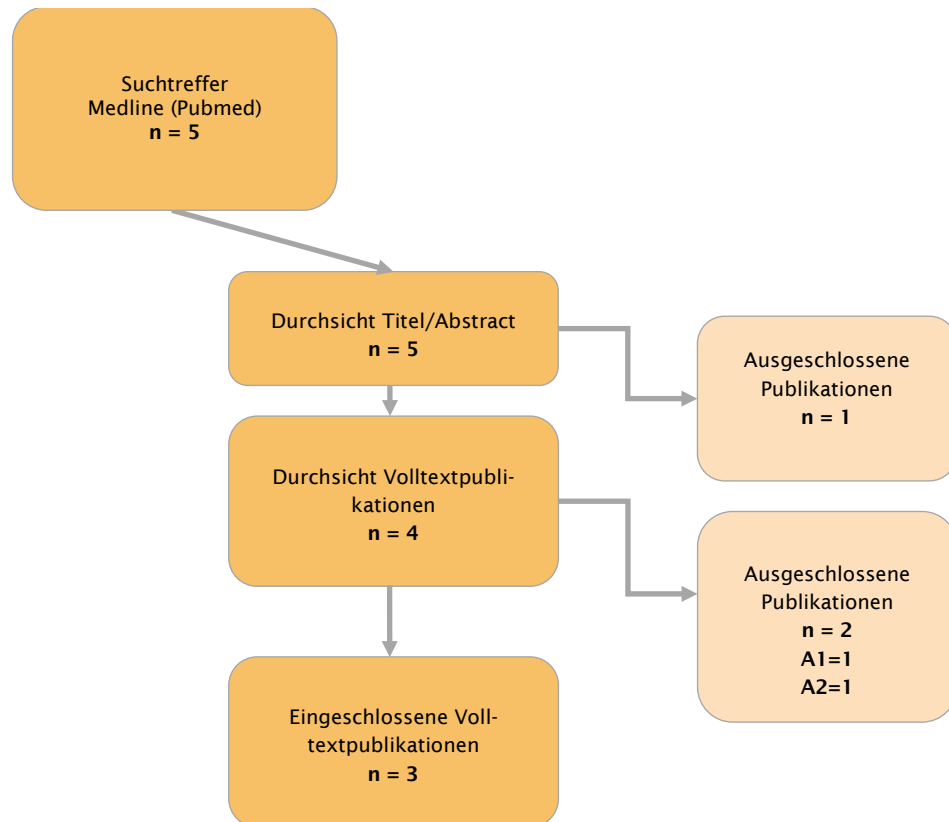 Suchtreffer
Medline (Pubmed)
n = 5
Durchsicht Titel/Abstract
n = 5
Ausgeschlossene
Publikationen
n = 1
Durchsicht Volltextpubli-
kationen
n = 4
Ausgeschlossene
Publikationen
n = 2
A1=1
A2=1
Eingeschlossene Voll-
textpublikationen
n = 3